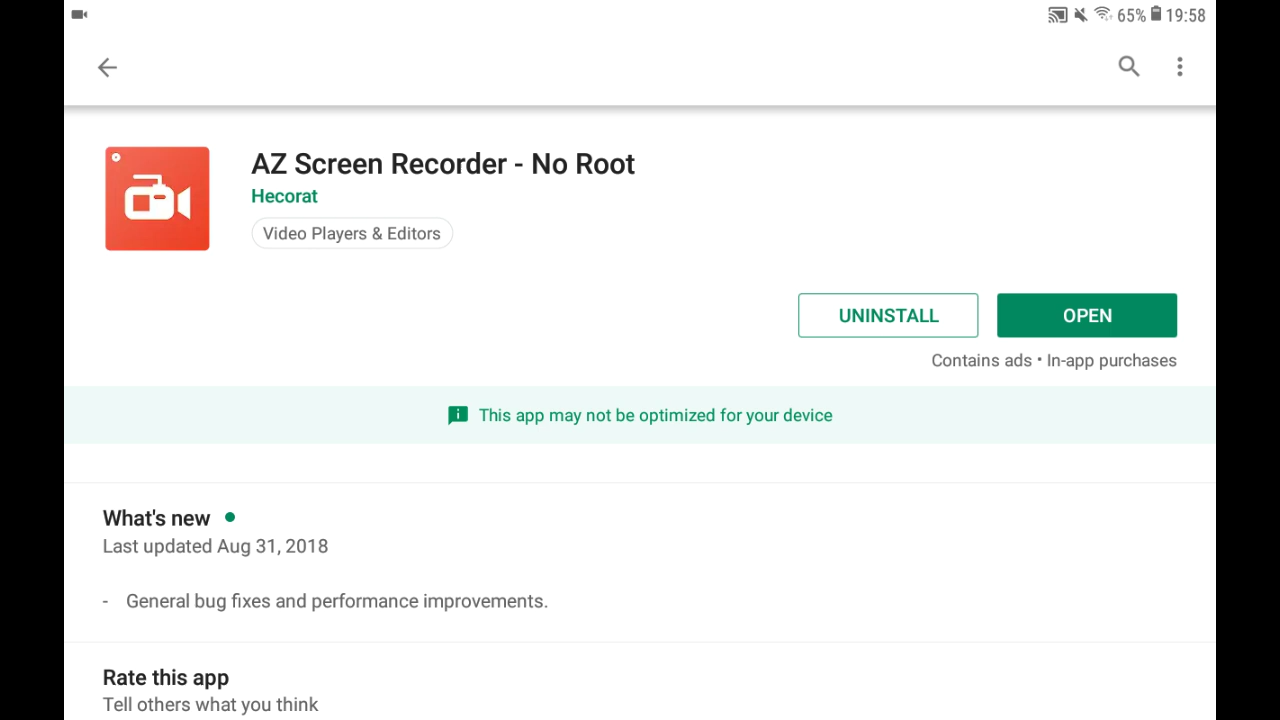 65% 19:58
AZ Screen Recorder - No Root
Hecorat
Video Players & Editors
UNINSTALL OPEN
Contains ads • In-app purchases
This app may not be optimized for your device
What's new
Last updated Aug 31, 2018
- General bug fixes and performance improvements.
Rate this app
Tell others what you think